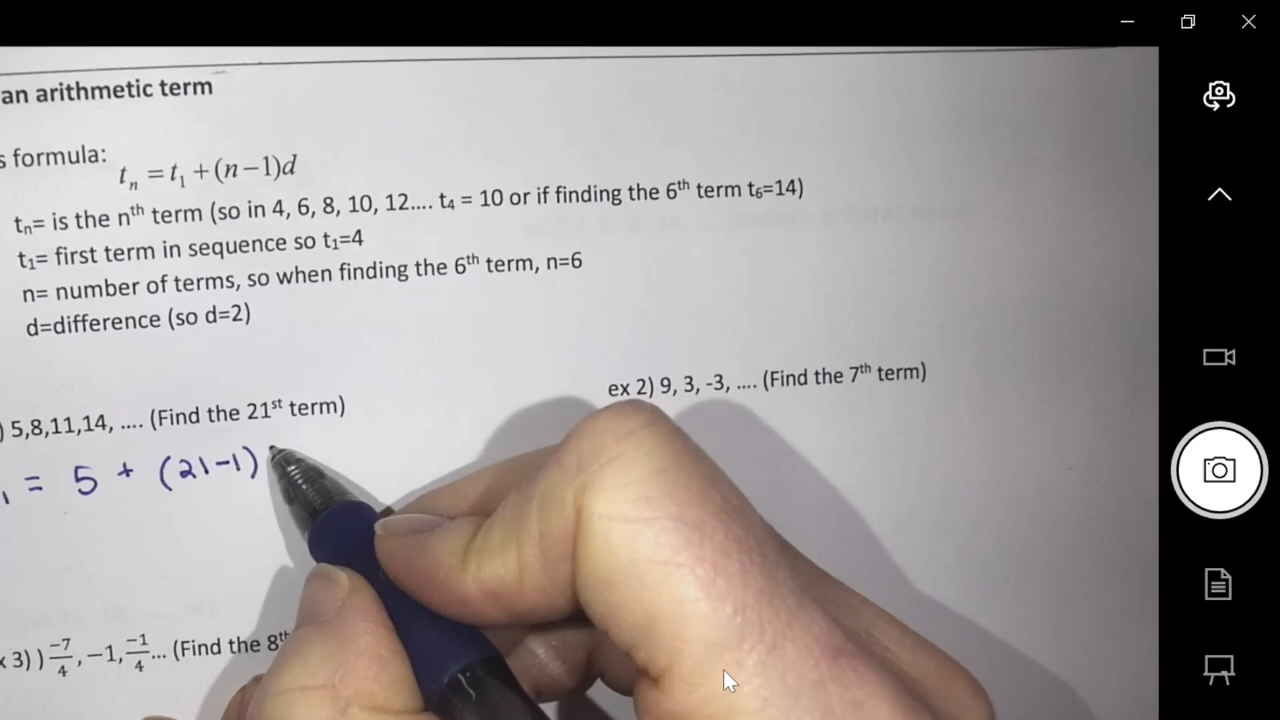 an arithmetic term
s formula:
tₙ = t₁ + (n−1)d
tₙ= is the nᵗʰ term (so in 4, 6, 8, 10, 12.... t₄ = 10 or if finding the 6ᵗʰ term t₆=14)
t₁= first term in sequence so t₁=4
n= number of terms, so when finding the 6ᵗʰ term, n=6
d=difference (so d=2)
) 5,8,11,14, .... (Find the 21ˢᵗ term)
ex 2) 9, 3, -3, .... (Find the 7ᵗʰ term)
₁ = 5 + (21-1)
x 3) ) −7/4, −1, −1/4 ... (Find the 8ᵗʰ